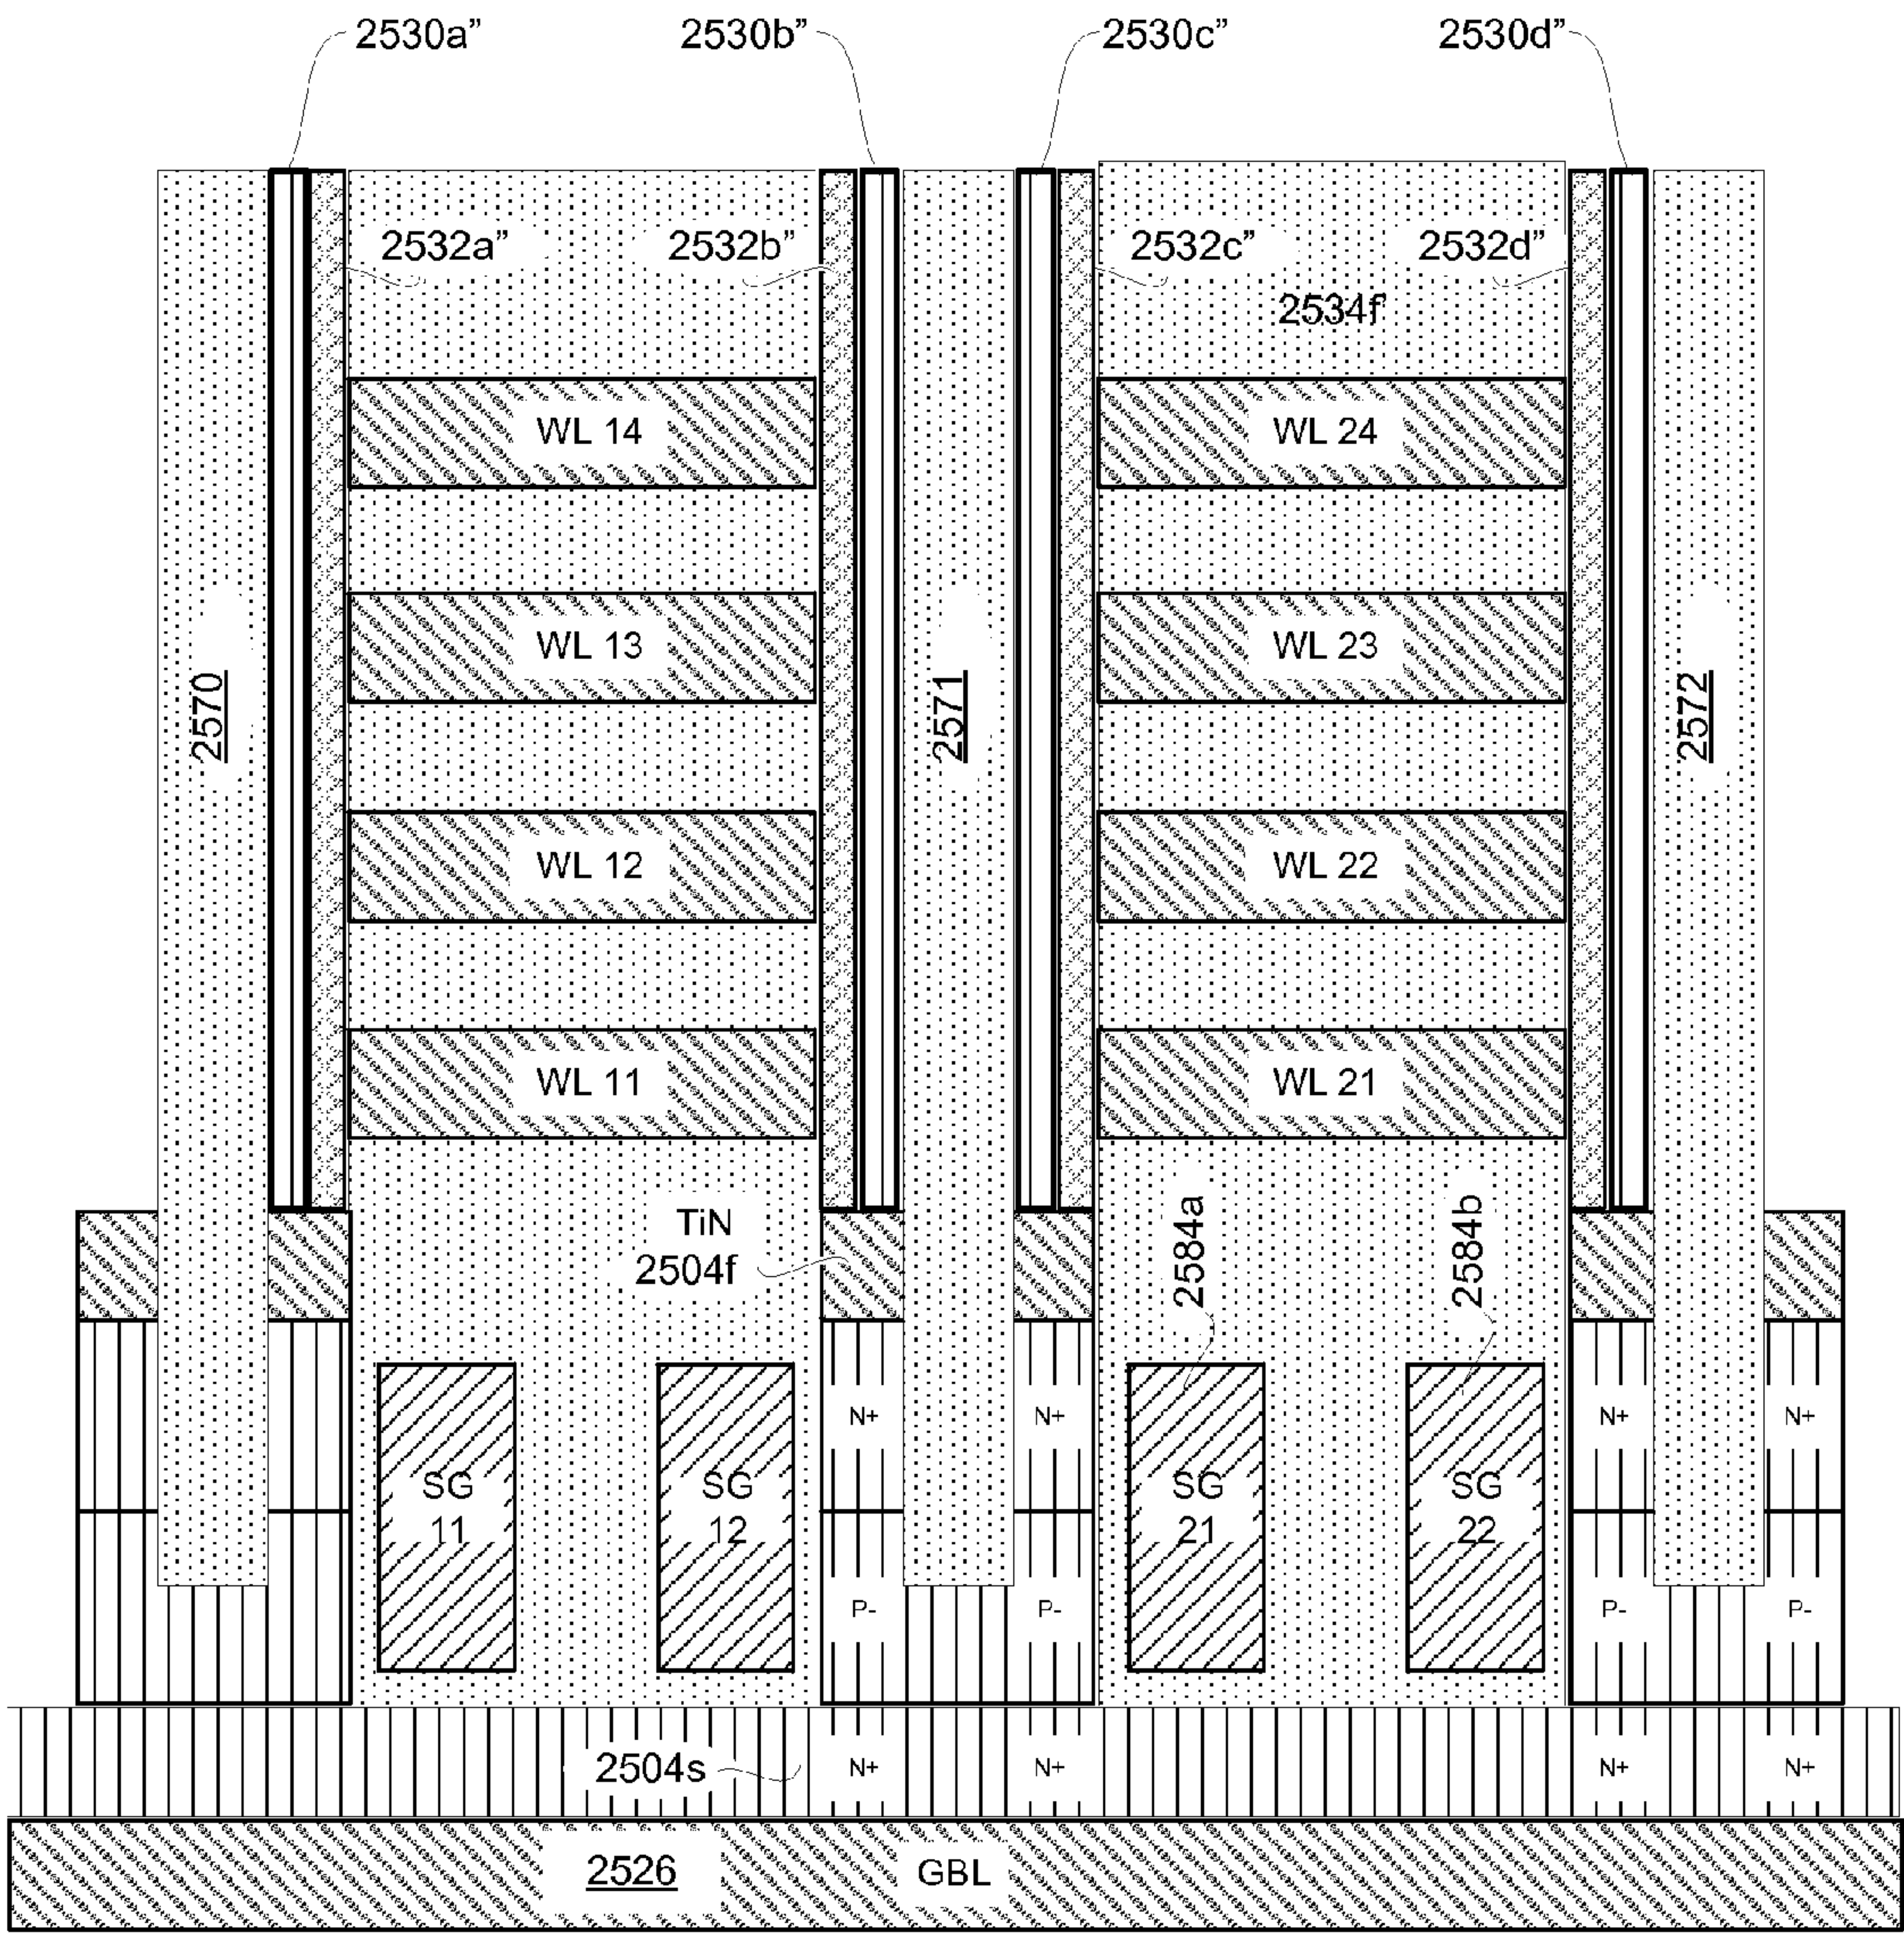 2530a”
2530b”
2530c”
2530d”
2532a”
2532b”
2532c”
2532d”
2534f’
WL 14
WL 24
WL 13
WL 23
2570
2571
2572
WL 12
WL 22
WL 11
WL 21
TiN
2504f
2584a
2584b
N+
N+
N+
N+
SG
11
SG
12
SG
21
SG
22
P-
P-
P-
P-
2504s
N+
N+
N+
N+
2526
GBL